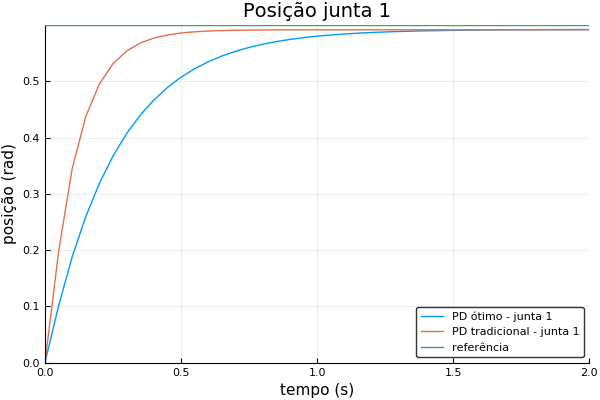 Posição junta 1
posição (rad)
0.5
0.4
0.3
0.2
0.1
0.0
0.0
0.5
1.0
1.5
2.0
tempo (s)
PD ótimo - junta 1
PD tradicional - junta 1
referência